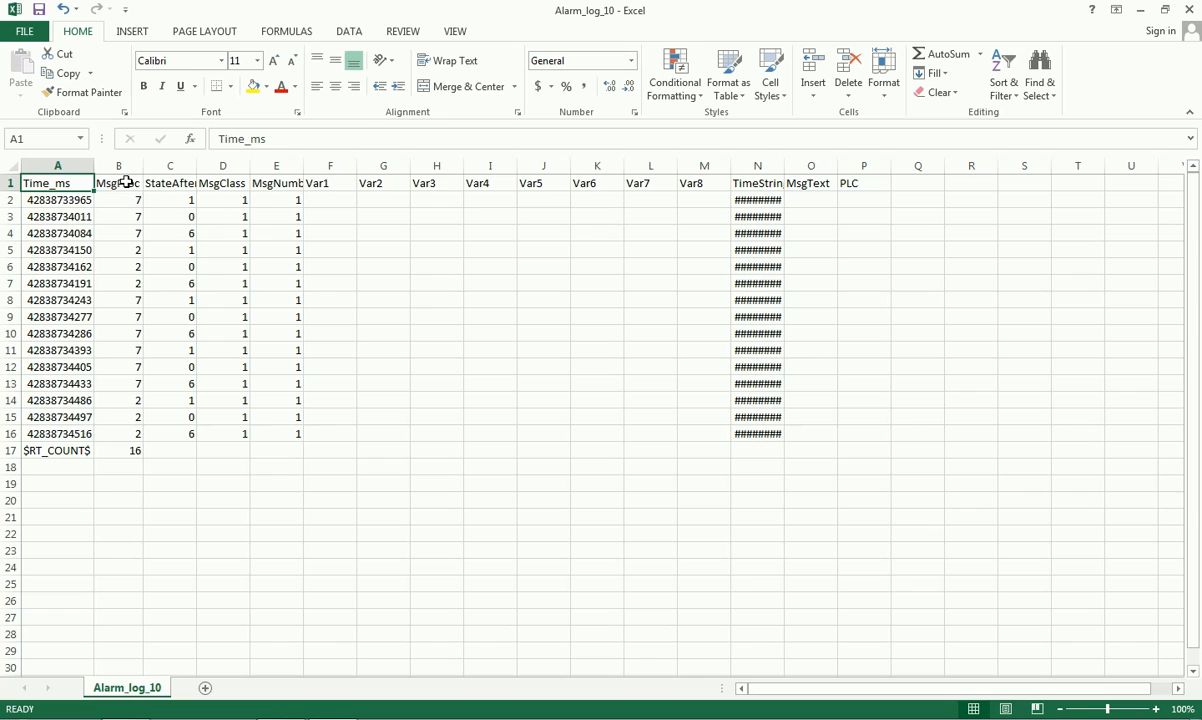 Alarm_log_10 - Excel
FILE HOME INSERT PAGE LAYOUT FORMULAS DATA REVIEW VIEW Sign in
Paste
Cut
Copy
Format Painter
Clipboard
Calibri 11
B I U A
Font
Wrap Text
Merge & Center
Alignment
General
$ %
Number
Conditional Formatting
Format as Table
Cell Styles
Styles
Insert Delete Format
Cells
AutoSum
Fill
Clear
Sort & Filter
Find & Select
Editing
A1 fx Time_ms
A B C D E F G H I J K L M N O P Q R S T U
1 Time_ms StateAfter MsgClass MsgNumb Var1 Var2 Var3 Var4 Var5 Var6 Var7 Var8 TimeString MsgText PLC
2 42838733965 7 1 1 1 ########
3 42838734011 7 0 1 1 ########
4 42838734084 7 6 1 1 ########
5 42838734150 2 1 1 1 ########
6 42838734162 2 0 1 1 ########
7 42838734191 2 6 1 1 ########
8 42838734243 7 1 1 1 ########
9 42838734277 7 0 1 1 ########
10 42838734286 7 6 1 1 ########
11 42838734393 7 1 1 1 ########
12 42838734405 7 0 1 1 ########
13 42838734433 7 6 1 1 ########
14 42838734486 2 1 1 1 ########
15 42838734497 2 0 1 1 ########
16 42838734516 2 6 1 1 ########
17 $RT_COUNT$ 16
18
19
20
21
22
23
24
25
26
27
28
29
30
Alarm_log_10
READY 100%